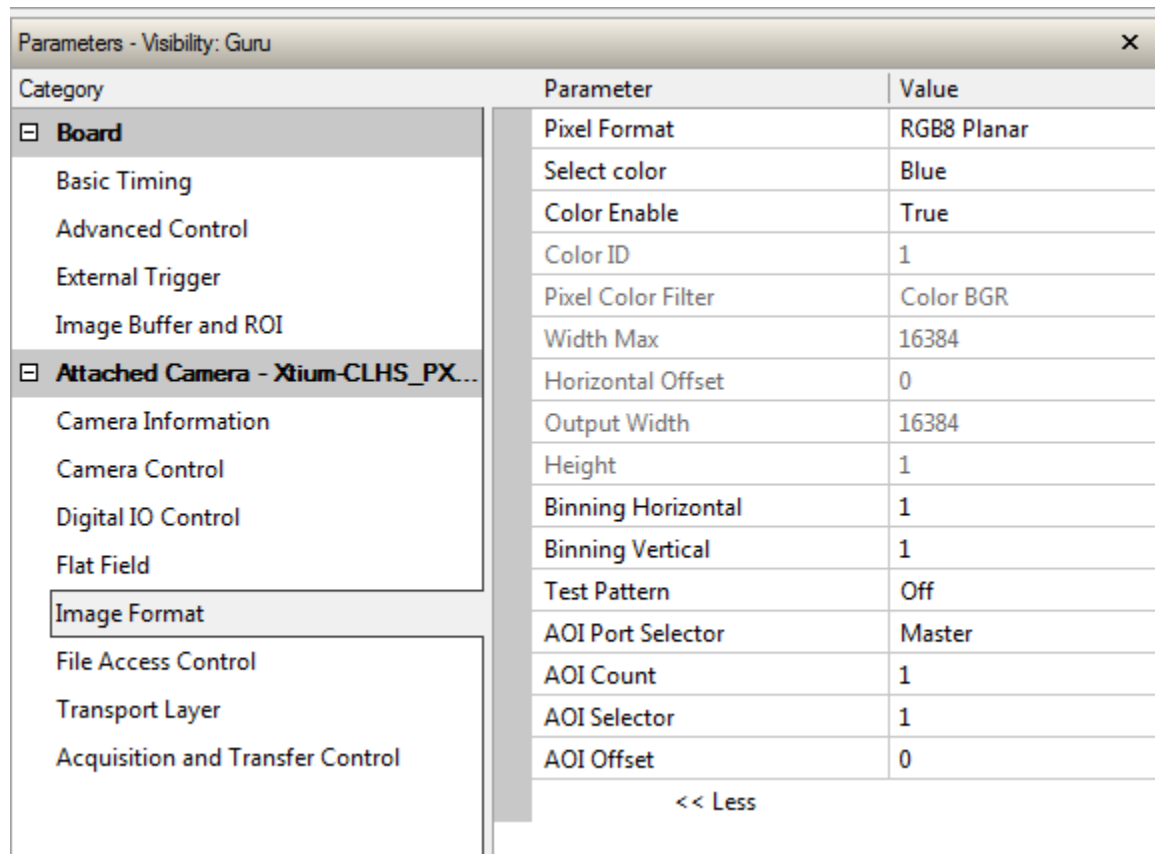 Parameters - Visibility: Guru
Category
Board
Basic Timing
Advanced Control
External Trigger
Image Buffer and ROI
Attached Camera - Xtium-CLHS_PX...
Camera Information
Camera Control
Digital IO Control
Flat Field
Image Format
File Access Control
Transport Layer
Acquisition and Transfer Control
Parameter Value
Pixel Format RGB8 Planar
Select color Blue
Color Enable True
Color ID 1
Pixel Color Filter Color BGR
Width Max 16384
Horizontal Offset 0
Output Width 16384
Height 1
Binning Horizontal 1
Binning Vertical 1
Test Pattern Off
AOI Port Selector Master
AOI Count 1
AOI Selector 1
AOI Offset 0
<< Less